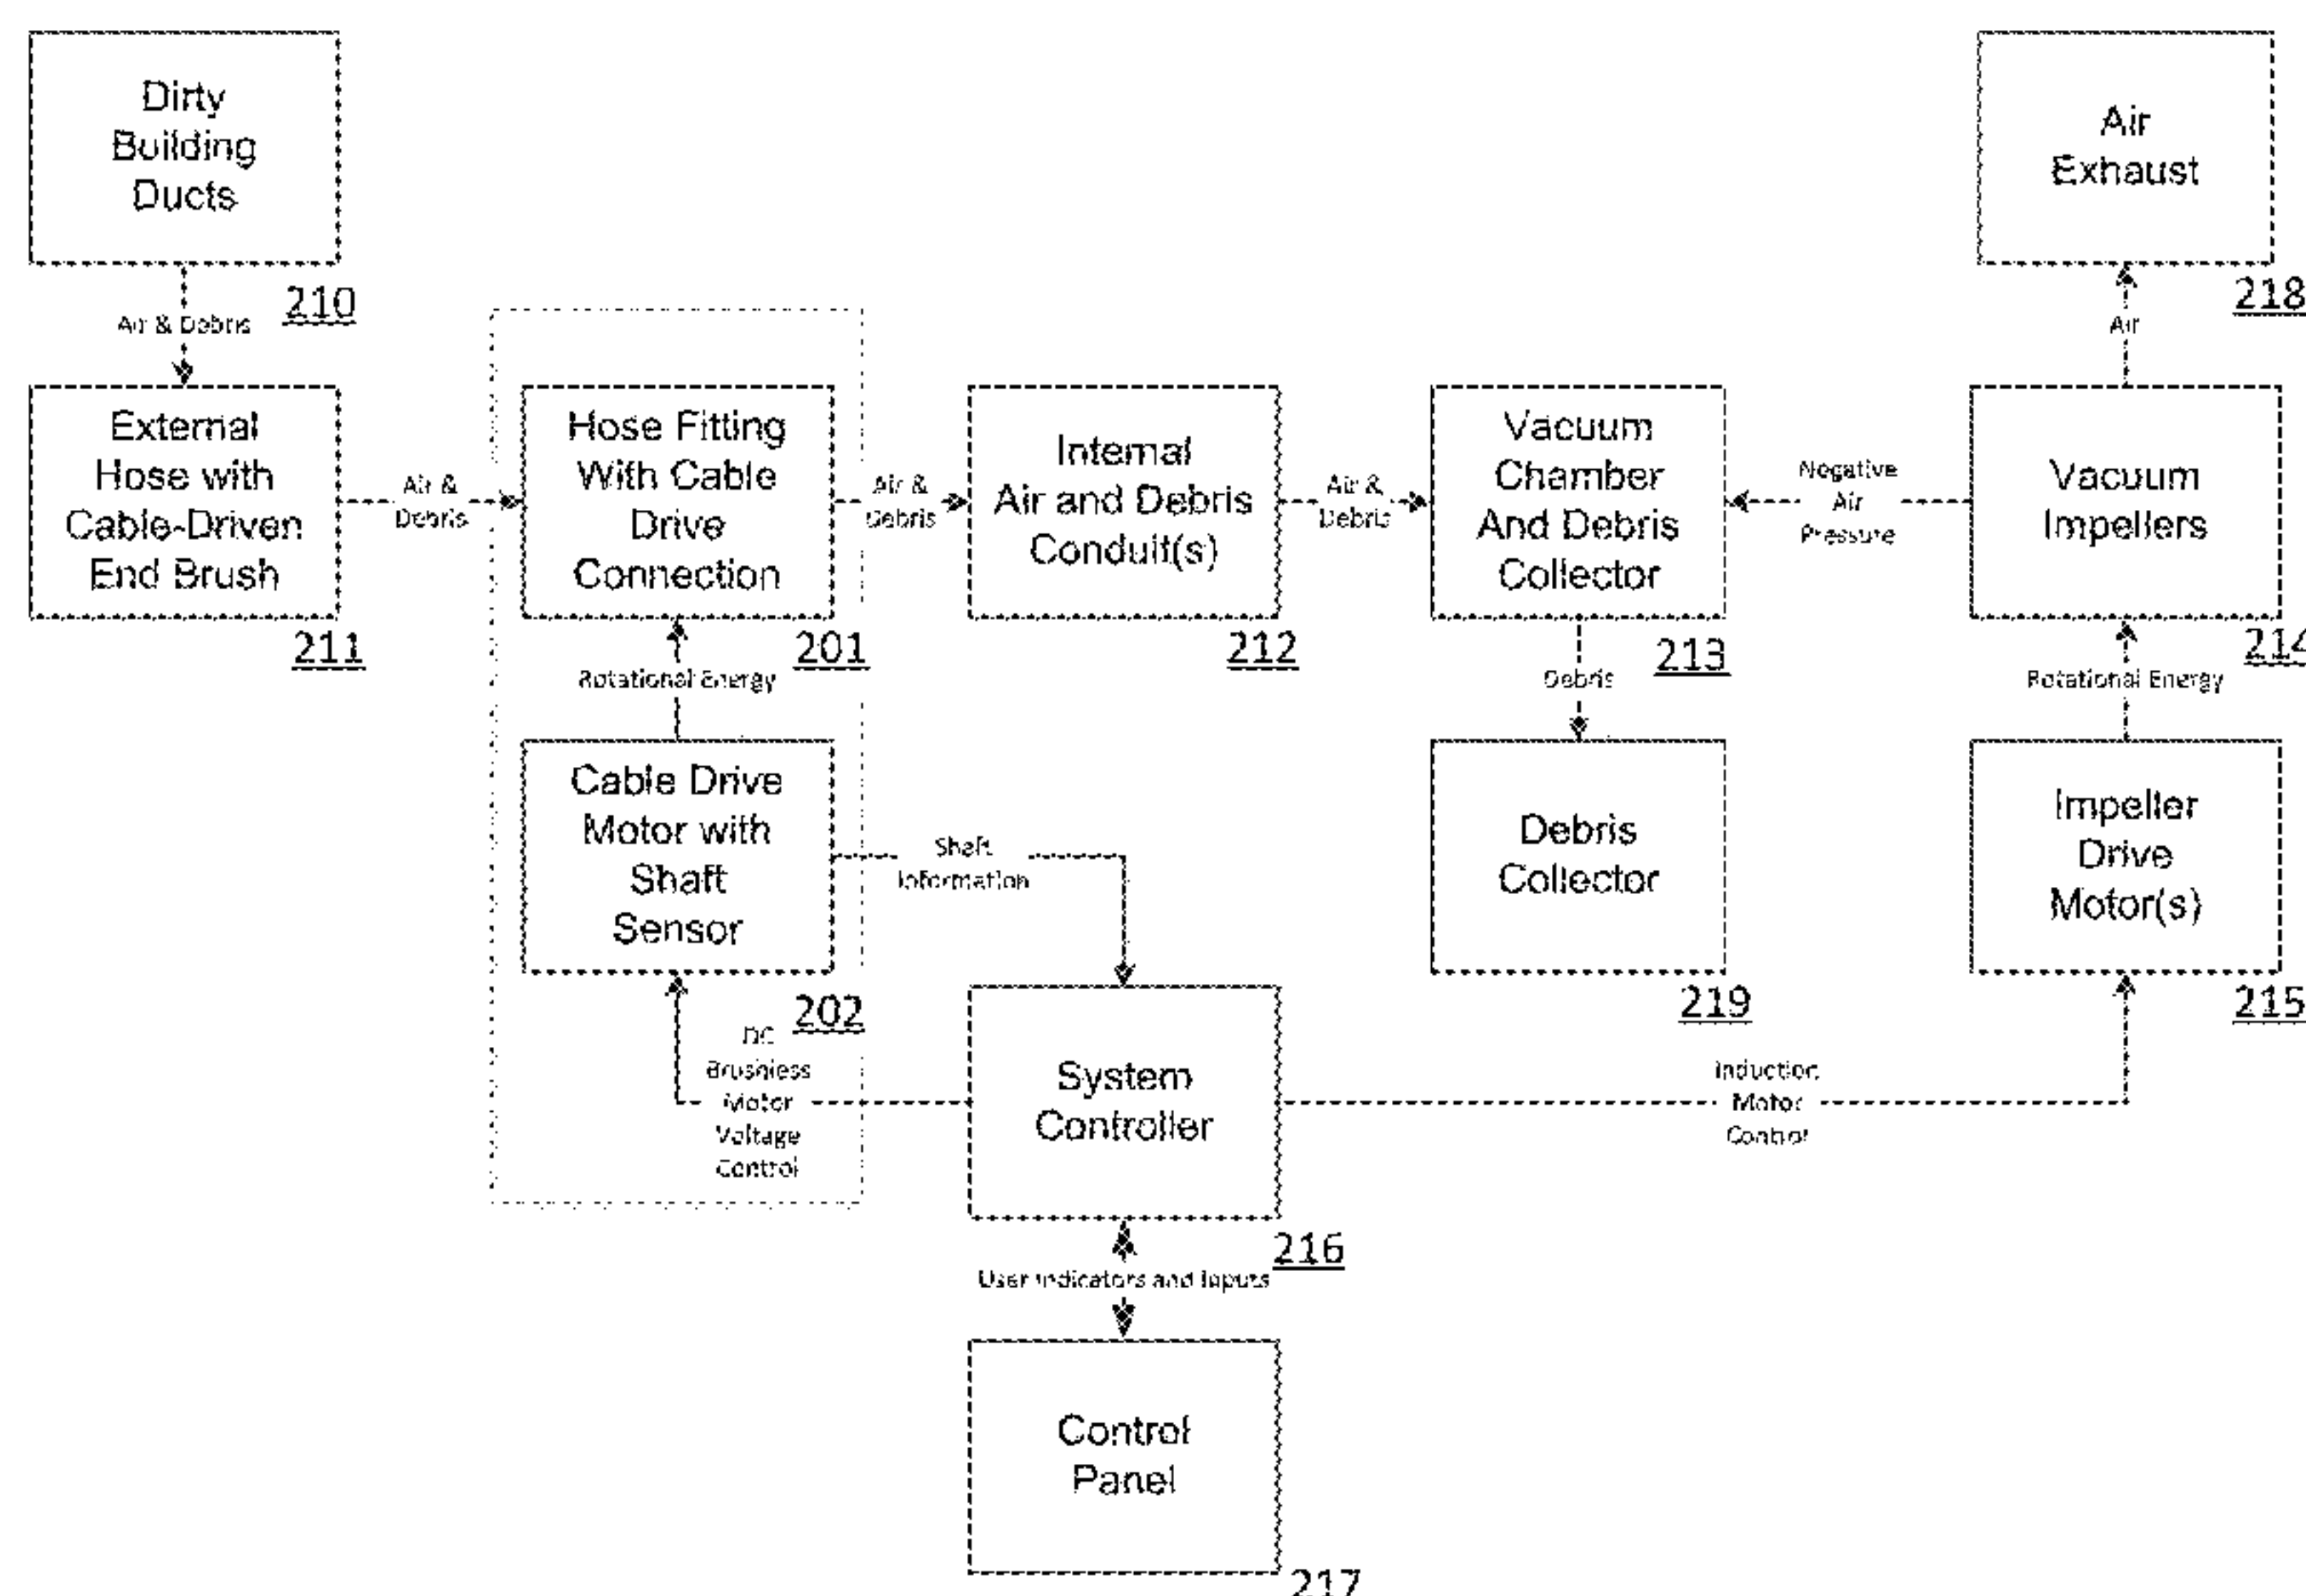 Dirty
Building
Ducts
210
Air & Debris
Air
Exhaust
218
Air
External
Hose with
Cable-Driven
End Brush
211
Air &
Debris
Hose Fitting
With Cable
Drive
Connection
201
Air &
Debris
Internal
Air and Debris
Conduit(s)
212
Air &
Debris
Vacuum
Chamber
And Debris
Collector
213
Negative
Air
Pressure
Vacuum
Impellers
214
Rotational Energy
Debris
Rotational Energy
Cable Drive
Motor with
Shaft
Sensor
202
Shaft
Information
Debris
Collector
219
Impeller
Drive
Motor(s)
215
DC
Brushless
Motor
Voltage
Control
System
Controller
216
Induction
Motor
Control
User Indicators and Inputs
Control
Panel
217